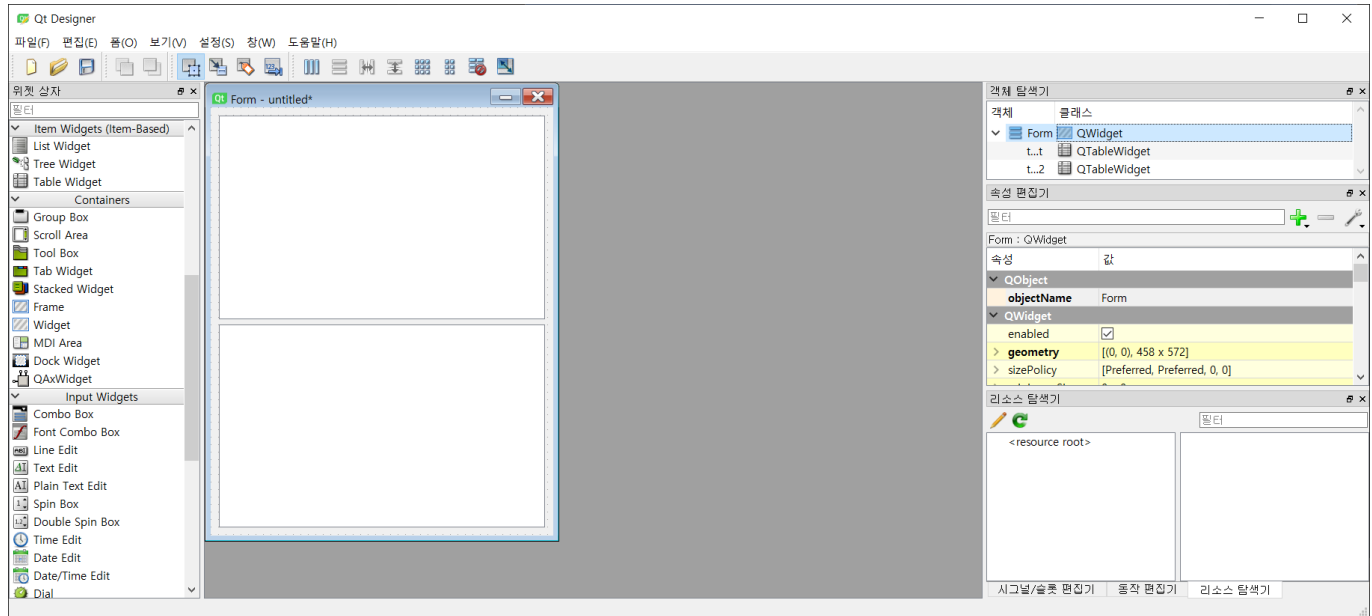 Qt Designer
파일(F) 편집(E) 폼(O) 보기(V) 설정(S) 창(W) 도움말(H)
위젯 상자
필터
Item Widgets (Item-Based)
List Widget
Tree Widget
Table Widget
Containers
Group Box
Scroll Area
Tool Box
Tab Widget
Stacked Widget
Frame
Widget
MDI Area
Dock Widget
QAxWidget
Input Widgets
Combo Box
Font Combo Box
Line Edit
Text Edit
Plain Text Edit
Spin Box
Double Spin Box
Time Edit
Date Edit
Date/Time Edit
Dial
Form - untitled*
객체 탐색기
객체 클래스
Form QWidget
t...t QTableWidget
t...2 QTableWidget
속성 편집기
필터
Form : QWidget
속성 값
QObject
objectName Form
QWidget
enabled
geometry [(0, 0), 458 x 572]
sizePolicy [Preferred, Preferred, 0, 0]
리소스 탐색기
필터
<resource root>
시그널/슬롯 편집기 동작 편집기 리소스 탐색기